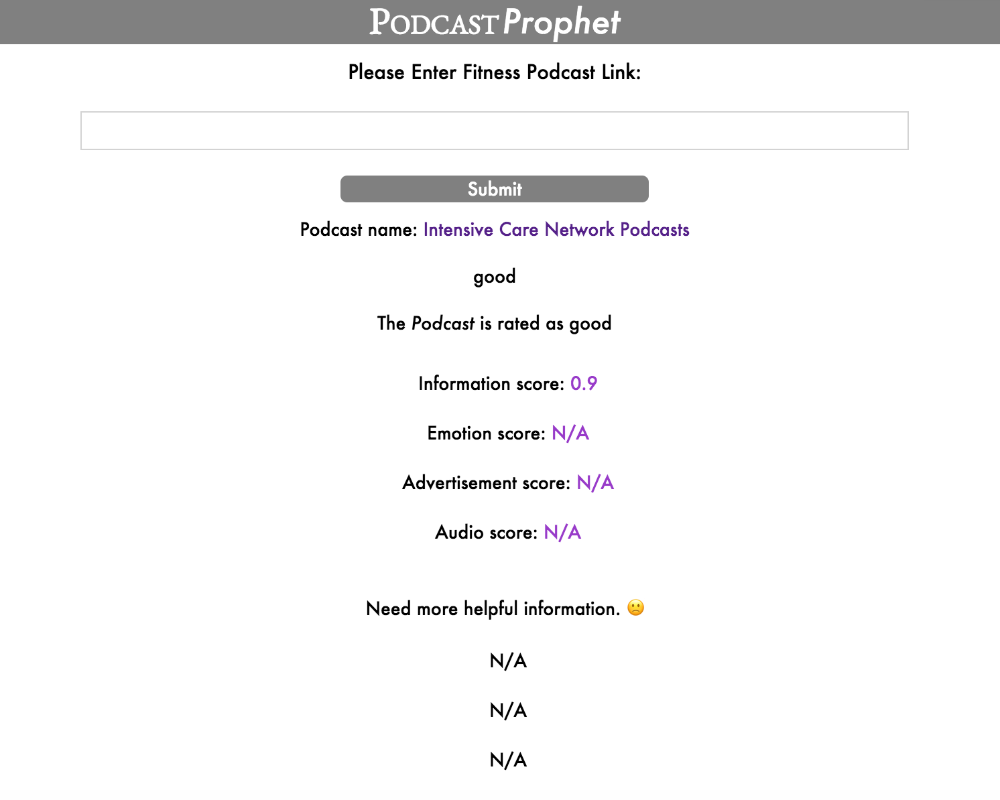 PODCAST Prophet
Please Enter Fitness Podcast Link:
Submit
Podcast name: Intensive Care Network Podcasts
good
The Podcast is rated as good
Information score: 0.9
Emotion score: N/A
Advertisement score: N/A
Audio score: N/A
Need more helpful information. 🙁
N/A
N/A
N/A